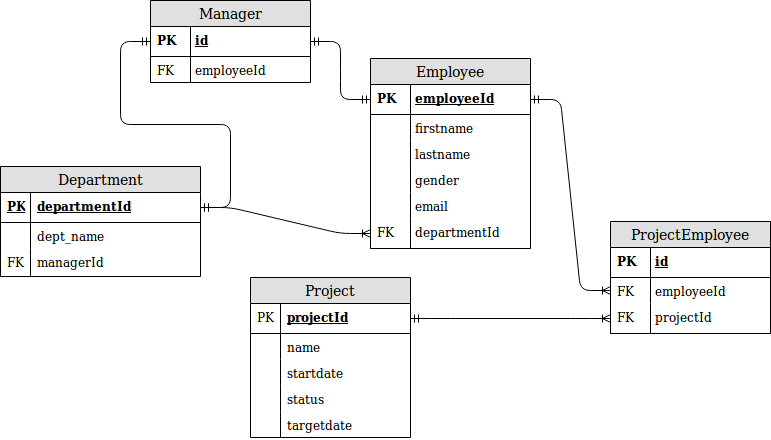 Manager
PK id
FK employeeId
Employee
PK employeeId
firstname
lastname
gender
email
FK departmentId
Department
PK departmentId
dept_name
FK managerId
ProjectEmployee
PK id
FK employeeId
FK projectId
Project
PK projectId
name
startdate
status
targetdate